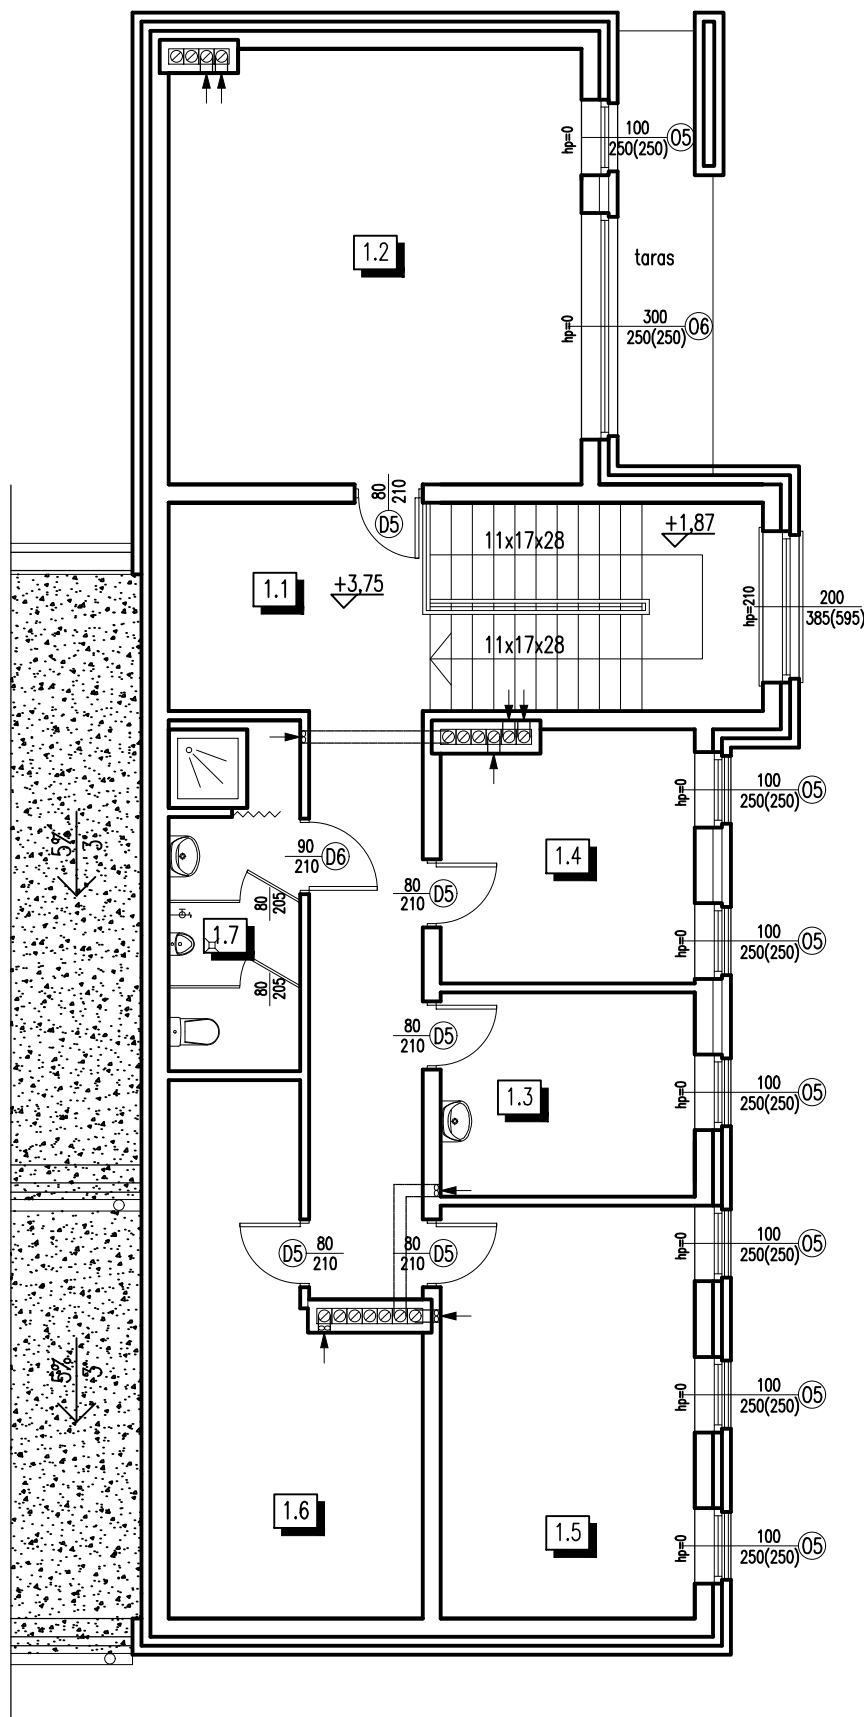 hp=0
100
250(250)
O5
1.2
taras
hp=0
300
250(250)
O6
80
210
D5
11x17x28
+1,87
1.1
+3,75
hp=210
200
385(595)
11x17x28
hp=0
100
250(250)
O5
5%
3
90
210
D6
1.4
80
210
D5
80
205
1.7
hp=0
100
250(250)
O5
80
205
80
210
D5
1.3
hp=0
100
250(250)
O5
D5
80
210
80
210
D5
hp=0
100
250(250)
O5
5%
3
hp=0
100
250(250)
O5
1.6
1.5
hp=0
100
250(250)
O5